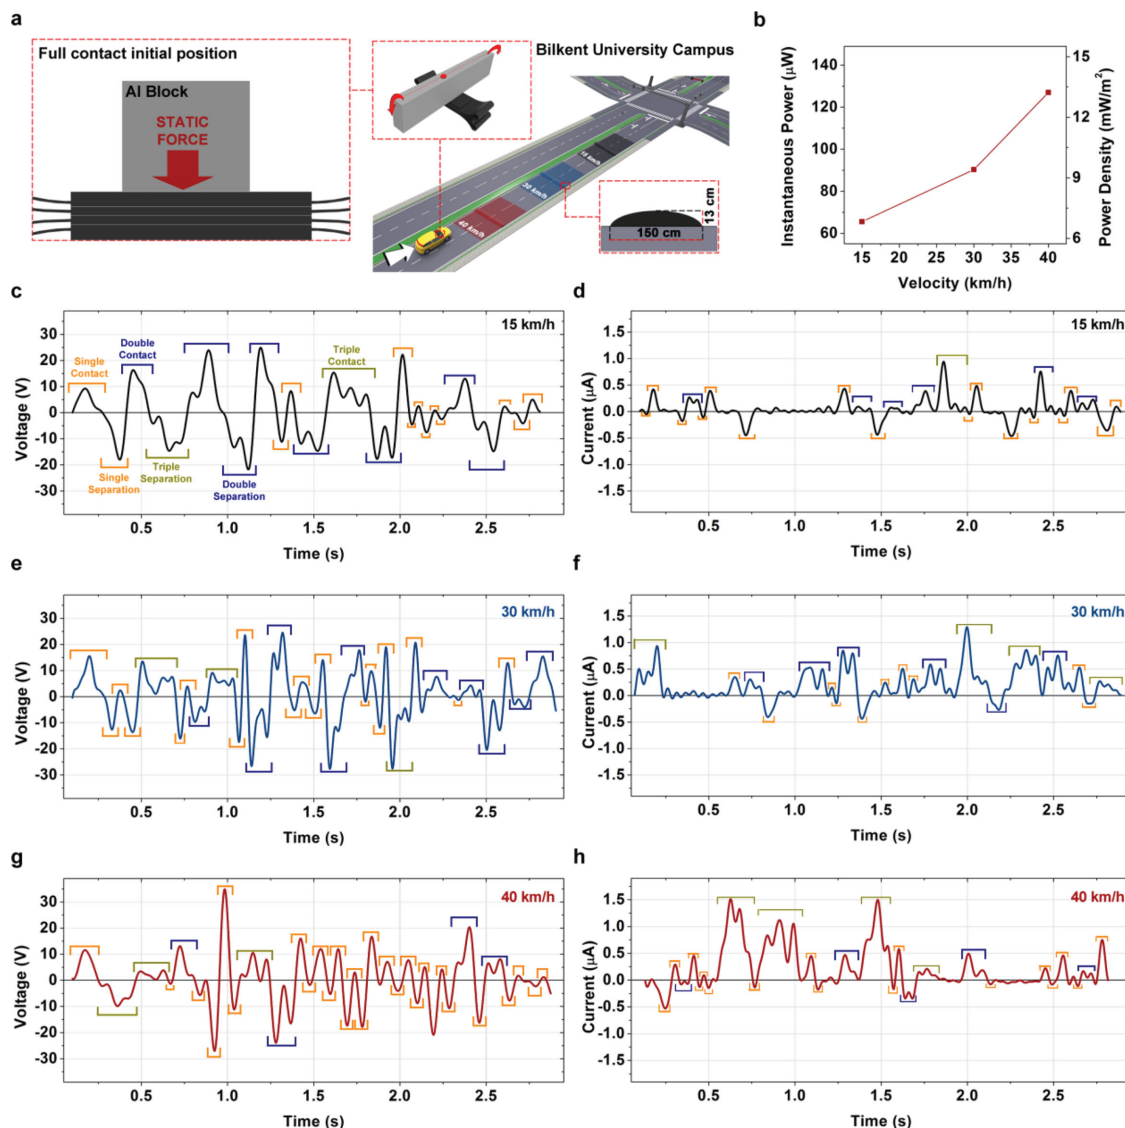 a
Full contact initial position
Al Block
STATIC
FORCE
Bilkent University Campus
15 km/h
30 km/h
40 km/h
13 cm
150 cm
b
Instantaneous Power (μW)
140
120
100
80
60
15
12
9
6
Power Density (mW/m²)
15 20 25 30 35 40
Velocity (km/h)
c
15 km/h
Voltage (V)
30
20
10
0
-10
-20
-30
Single
Contact
Double
Contact
Triple
Contact
Single
Separation
Triple
Separation
Double
Separation
0.5 1.0 1.5 2.0 2.5
Time (s)
d
15 km/h
Current (μA)
1.5
1.0
0.5
0.0
-0.5
-1.0
-1.5
0.5 1.0 1.5 2.0 2.5
Time (s)
e
30 km/h
Voltage (V)
30
20
10
0
-10
-20
-30
0.5 1.0 1.5 2.0 2.5
Time (s)
f
30 km/h
Current (μA)
1.5
1.0
0.5
0.0
-0.5
-1.0
-1.5
0.5 1.0 1.5 2.0 2.5
Time (s)
g
40 km/h
Voltage (V)
30
20
10
0
-10
-20
-30
0.5 1.0 1.5 2.0 2.5
Time (s)
h
40 km/h
Current (μA)
1.5
1.0
0.5
0.0
-0.5
-1.0
-1.5
0.5 1.0 1.5 2.0 2.5
Time (s)